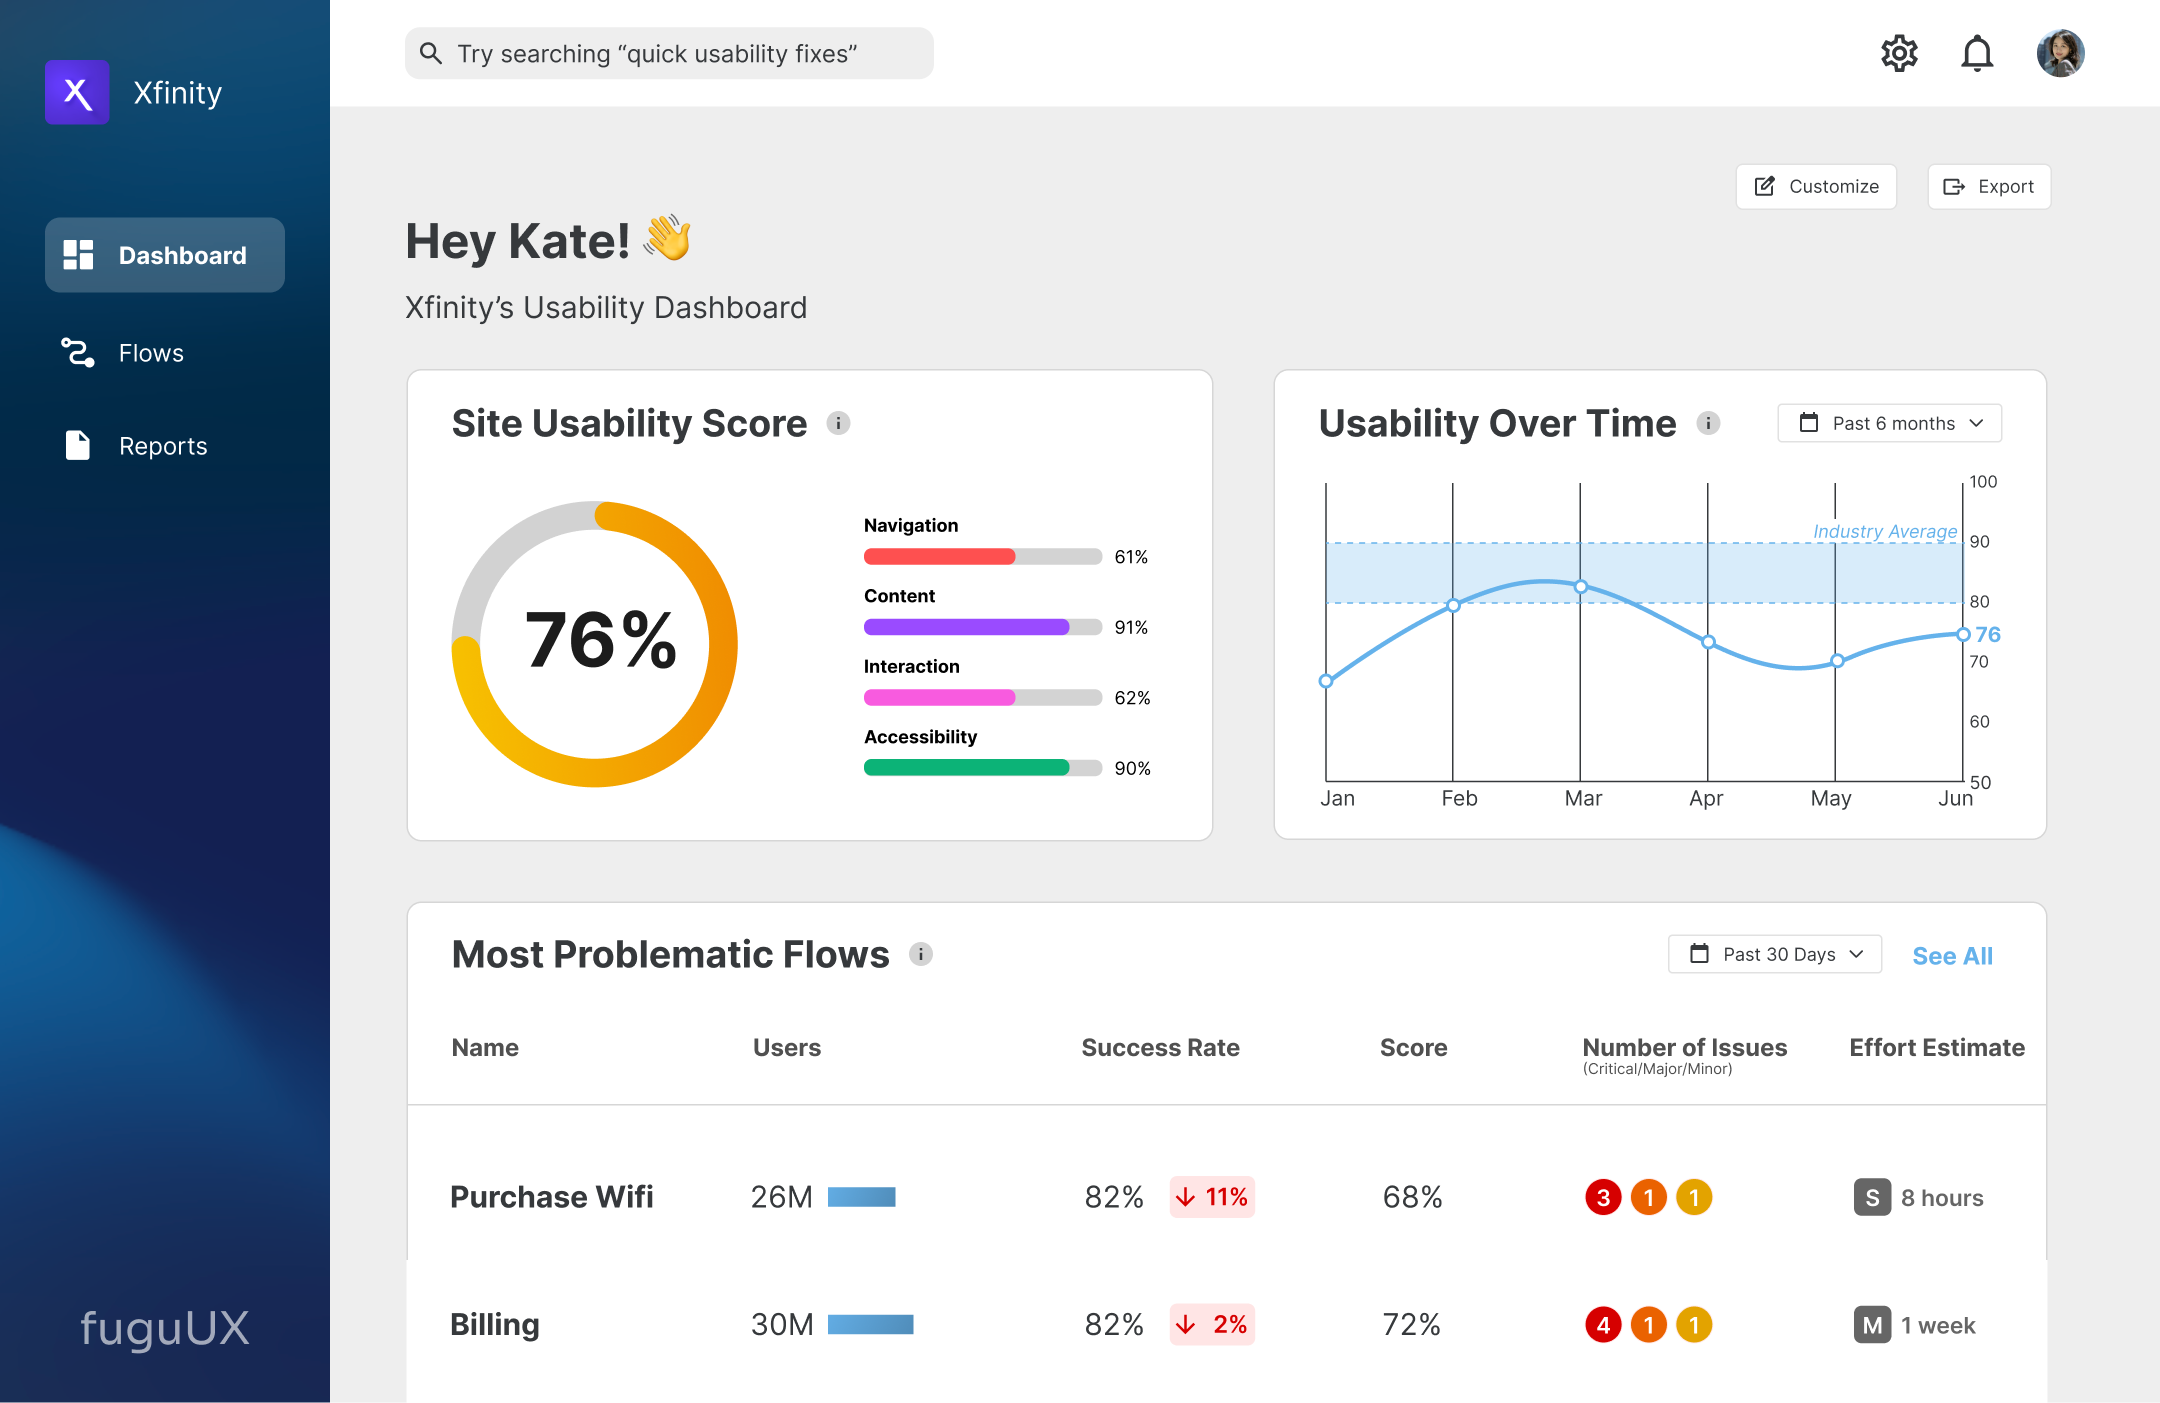 X
Xfinity
Try searching “quick usability fixes”
Dashboard
Flows
Reports
fuguUX
Customize
Export
Hey Kate! 👋
Xfinity’s Usability Dashboard
Site Usability Score i
76%
Navigation
61%
Content
91%
Interaction
62%
Accessibility
90%
Usability Over Time i
Past 6 months
100
Industry Average
90
80
76
70
60
50
Jan Feb Mar Apr May Jun
Most Problematic Flows i
Past 30 Days
See All
Name Users Success Rate Score Number of Issues Effort Estimate
(Critical/Major/Minor)
Purchase Wifi 26M 82% ↓ 11% 68% 3 1 1 S 8 hours
Billing 30M 82% ↓ 2% 72% 4 1 1 M 1 week